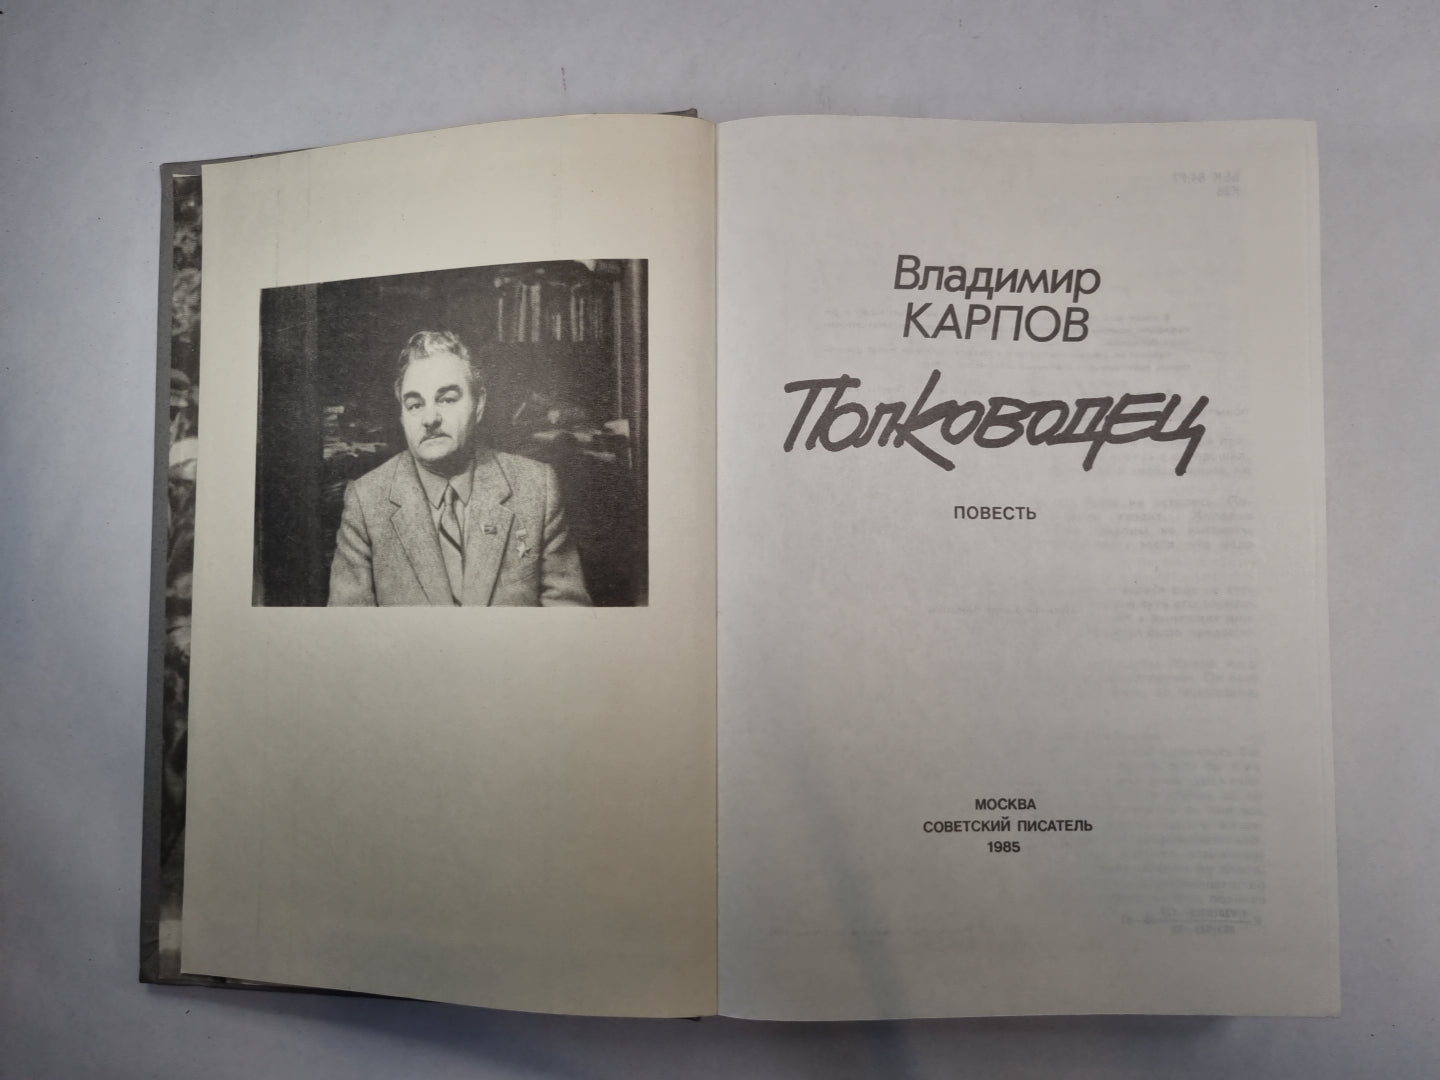 Владимир
КАРПОВ
Полководец
ПОВЕСТЬ
МОСКВА
СОВЕТСКИЙ ПИСАТЕЛЬ
1985